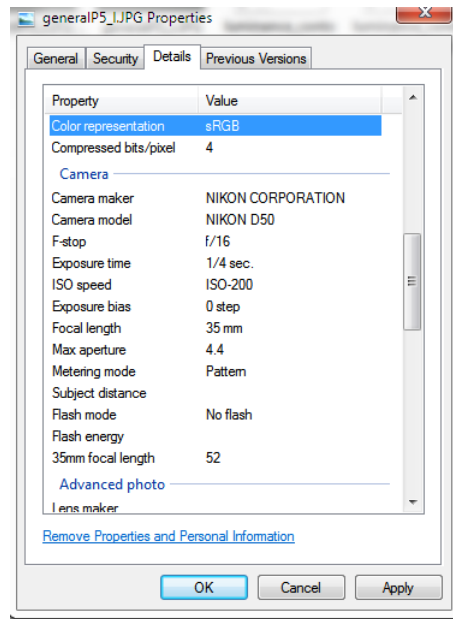 generalP5_I.JPG Properties
General Security Details Previous Versions
Property Value
Color representation sRGB
Compressed bits/pixel 4
Camera
Camera maker NIKON CORPORATION
Camera model NIKON D50
F-stop f/16
Exposure time 1/4 sec.
ISO speed ISO-200
Exposure bias 0 step
Focal length 35 mm
Max aperture 4.4
Metering mode Pattern
Subject distance
Flash mode No flash
Flash energy
35mm focal length 52
Advanced photo
Lens maker
Remove Properties and Personal Information
OK Cancel Apply